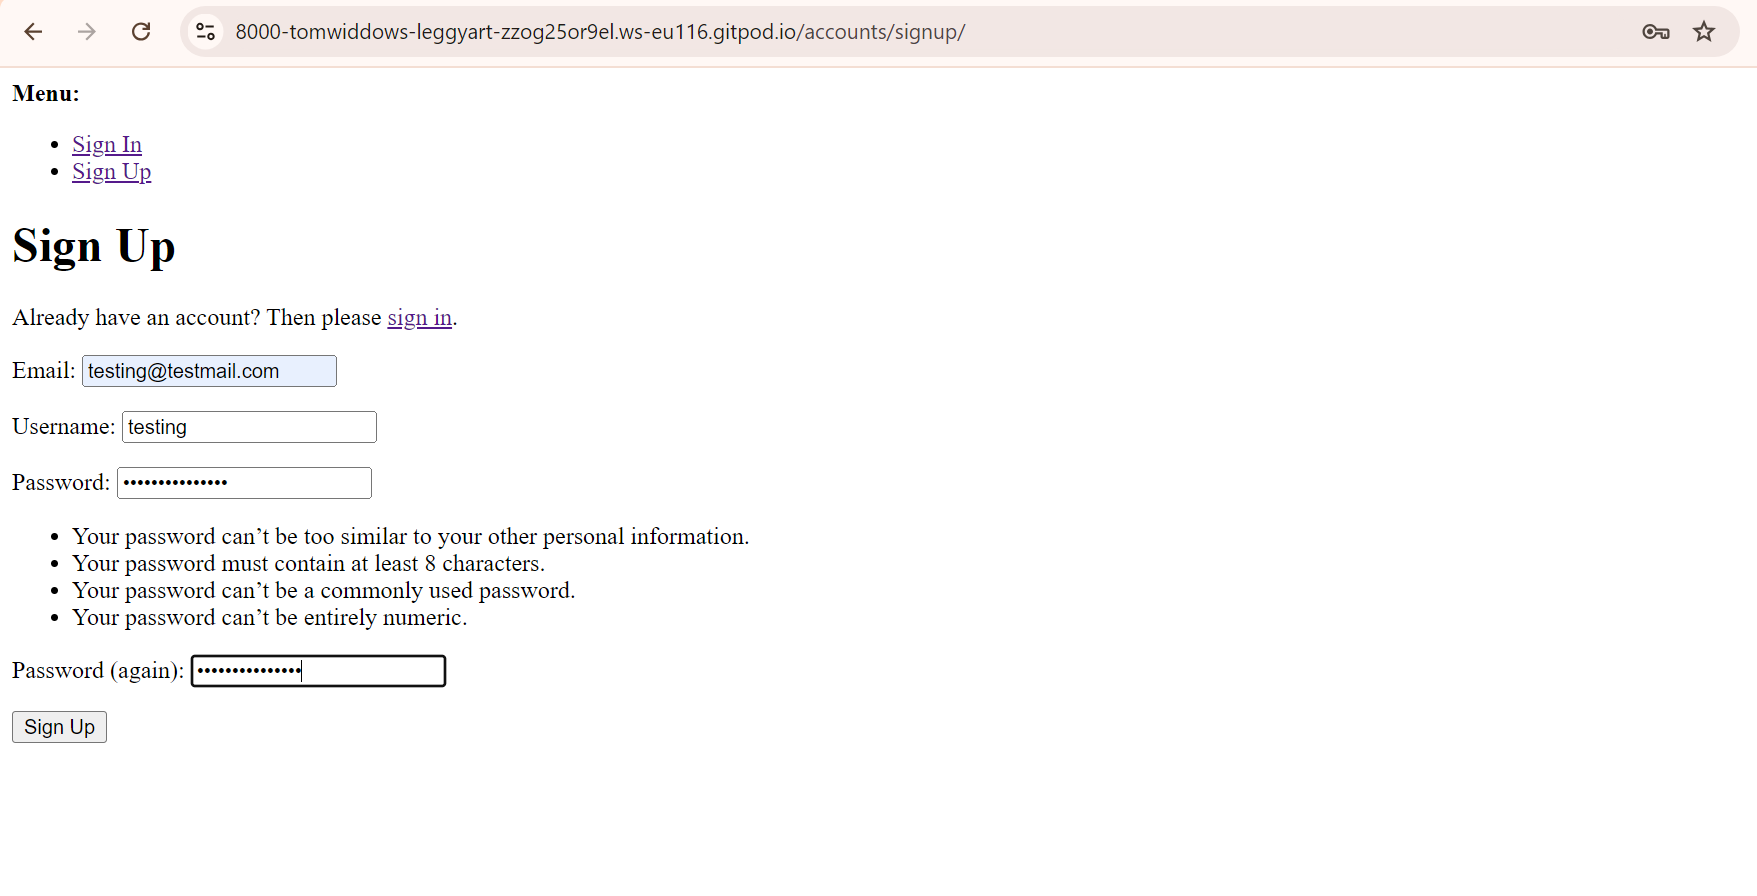 8000-tomwiddows-leggyart-zzog25or9el.ws-eu116.gitpod.io/accounts/signup/
Menu:
Sign In
Sign Up
Sign Up
Already have an account? Then please sign in.
Email: testing@testmail.com
Username: testing
Password: •••••••••••••••
Your password can’t be too similar to your other personal information.
Your password must contain at least 8 characters.
Your password can’t be a commonly used password.
Your password can’t be entirely numeric.
Password (again): •••••••••••••••
Sign Up